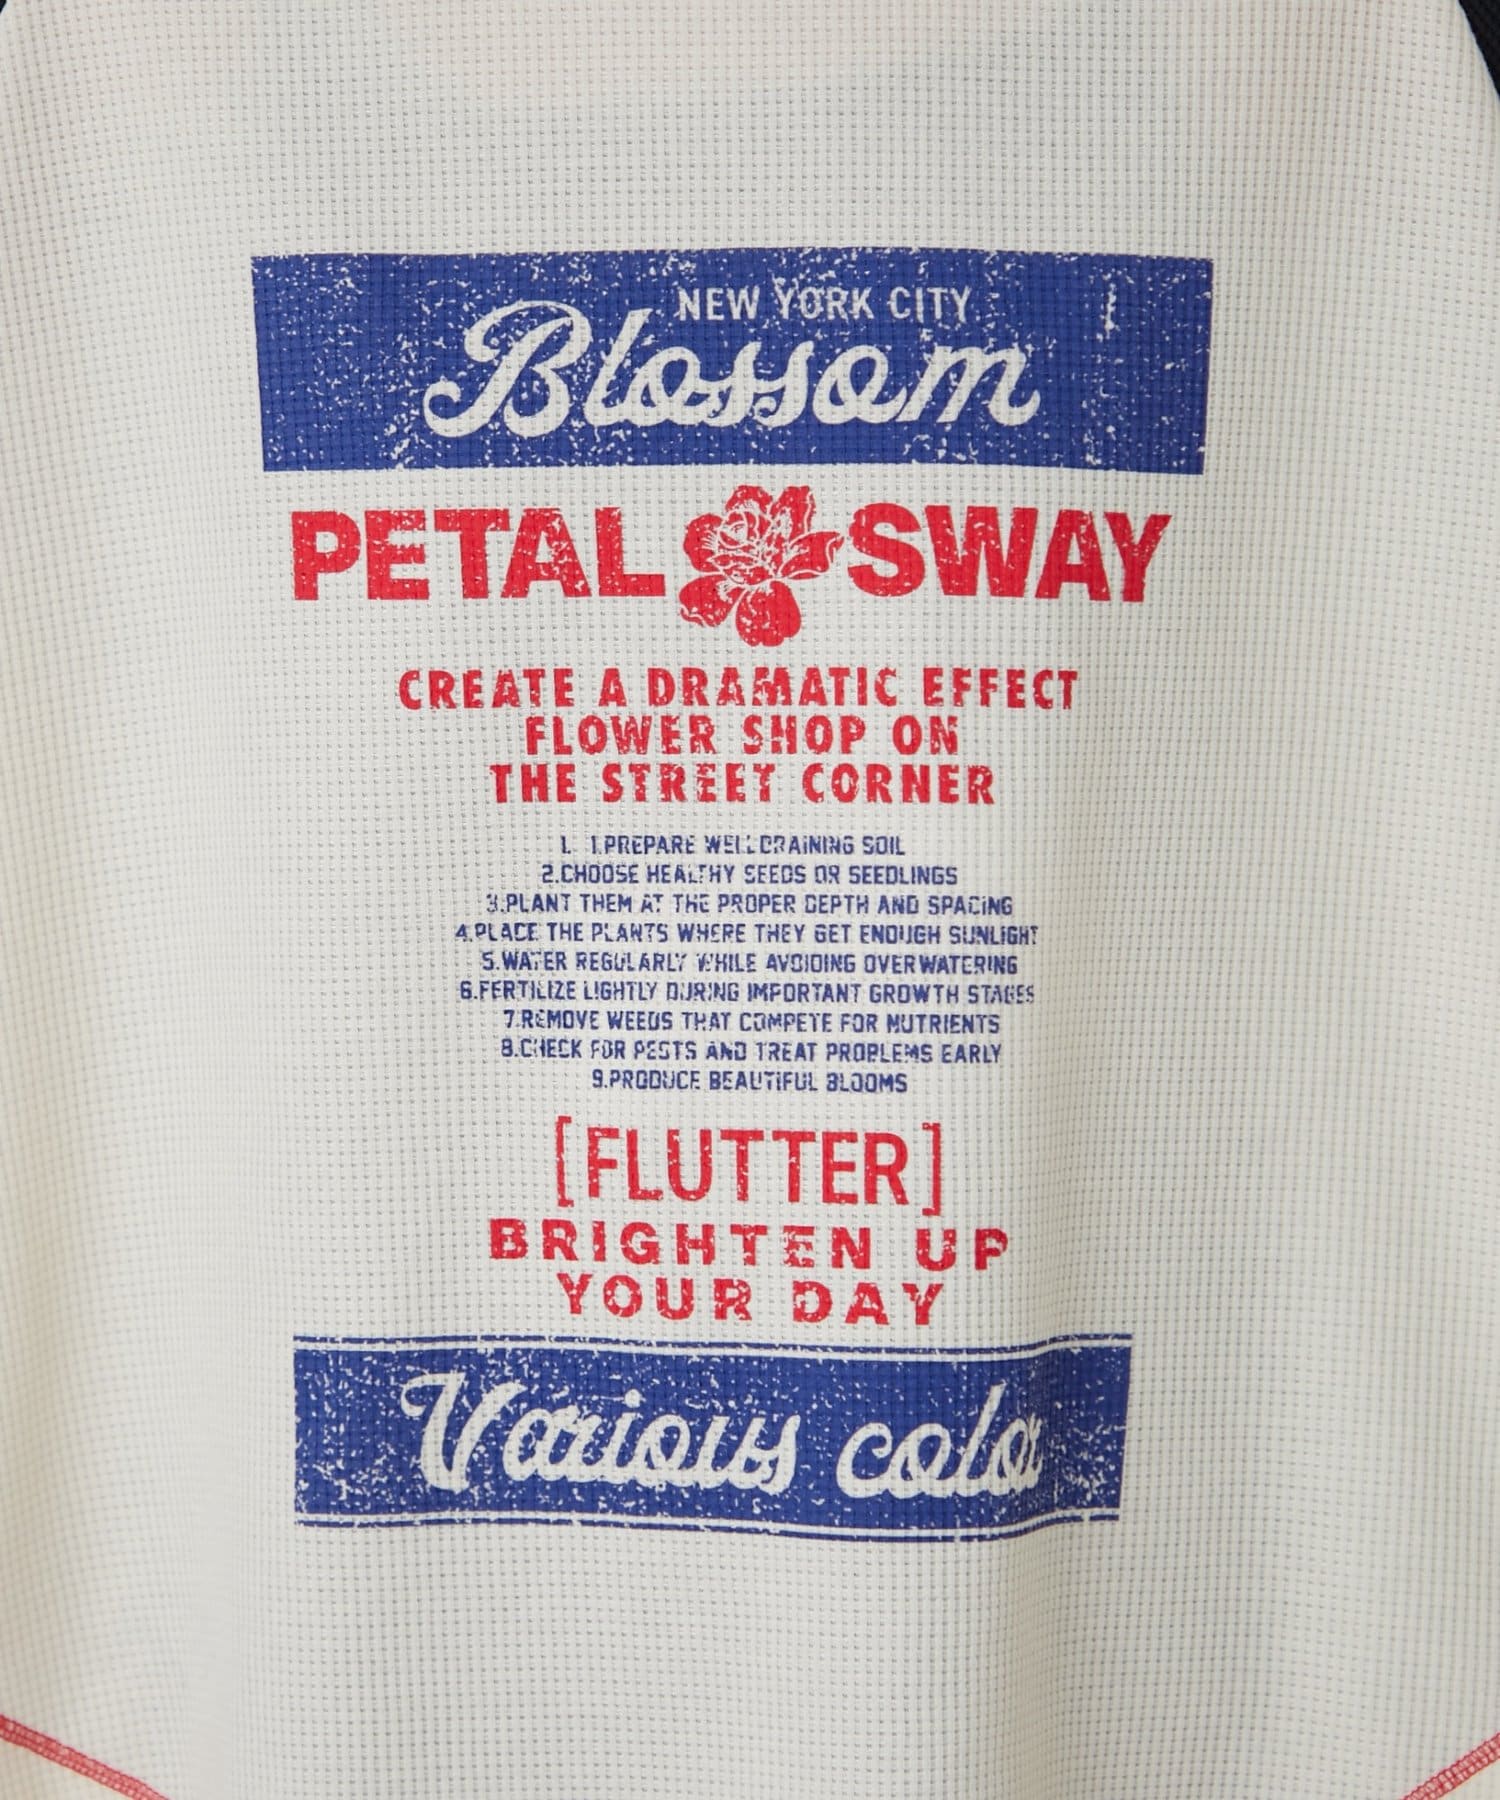 NEW YORK CITY
Blossom
PETAL SWAY
CREATE A DRAMATIC EFFECT
FLOWER SHOP ON
THE STREET CORNER
1. 1.PREPARE WELL DRAINING SOIL
2.CHOOSE HEALTHY SEEDS OR SEEDLINGS
3.PLANT THEM AT THE PROPER DEPTH AND SPACING
4.PLACE THE PLANTS WHERE THEY GET ENOUGH SUNLIGHT
5.WATER REGULARLY WHILE AVOIDING OVERWATERING
6.FERTILIZE LIGHTLY DURING IMPORTANT GROWTH STAGES
7.REMOVE WEEDS THAT COMPETE FOR NUTRIENTS
8.CHECK FOR PESTS AND TREAT PROBLEMS EARLY
9.PRODUCE BEAUTIFUL BLOOMS
[FLUTTER]
BRIGHTEN UP
YOUR DAY
Various color